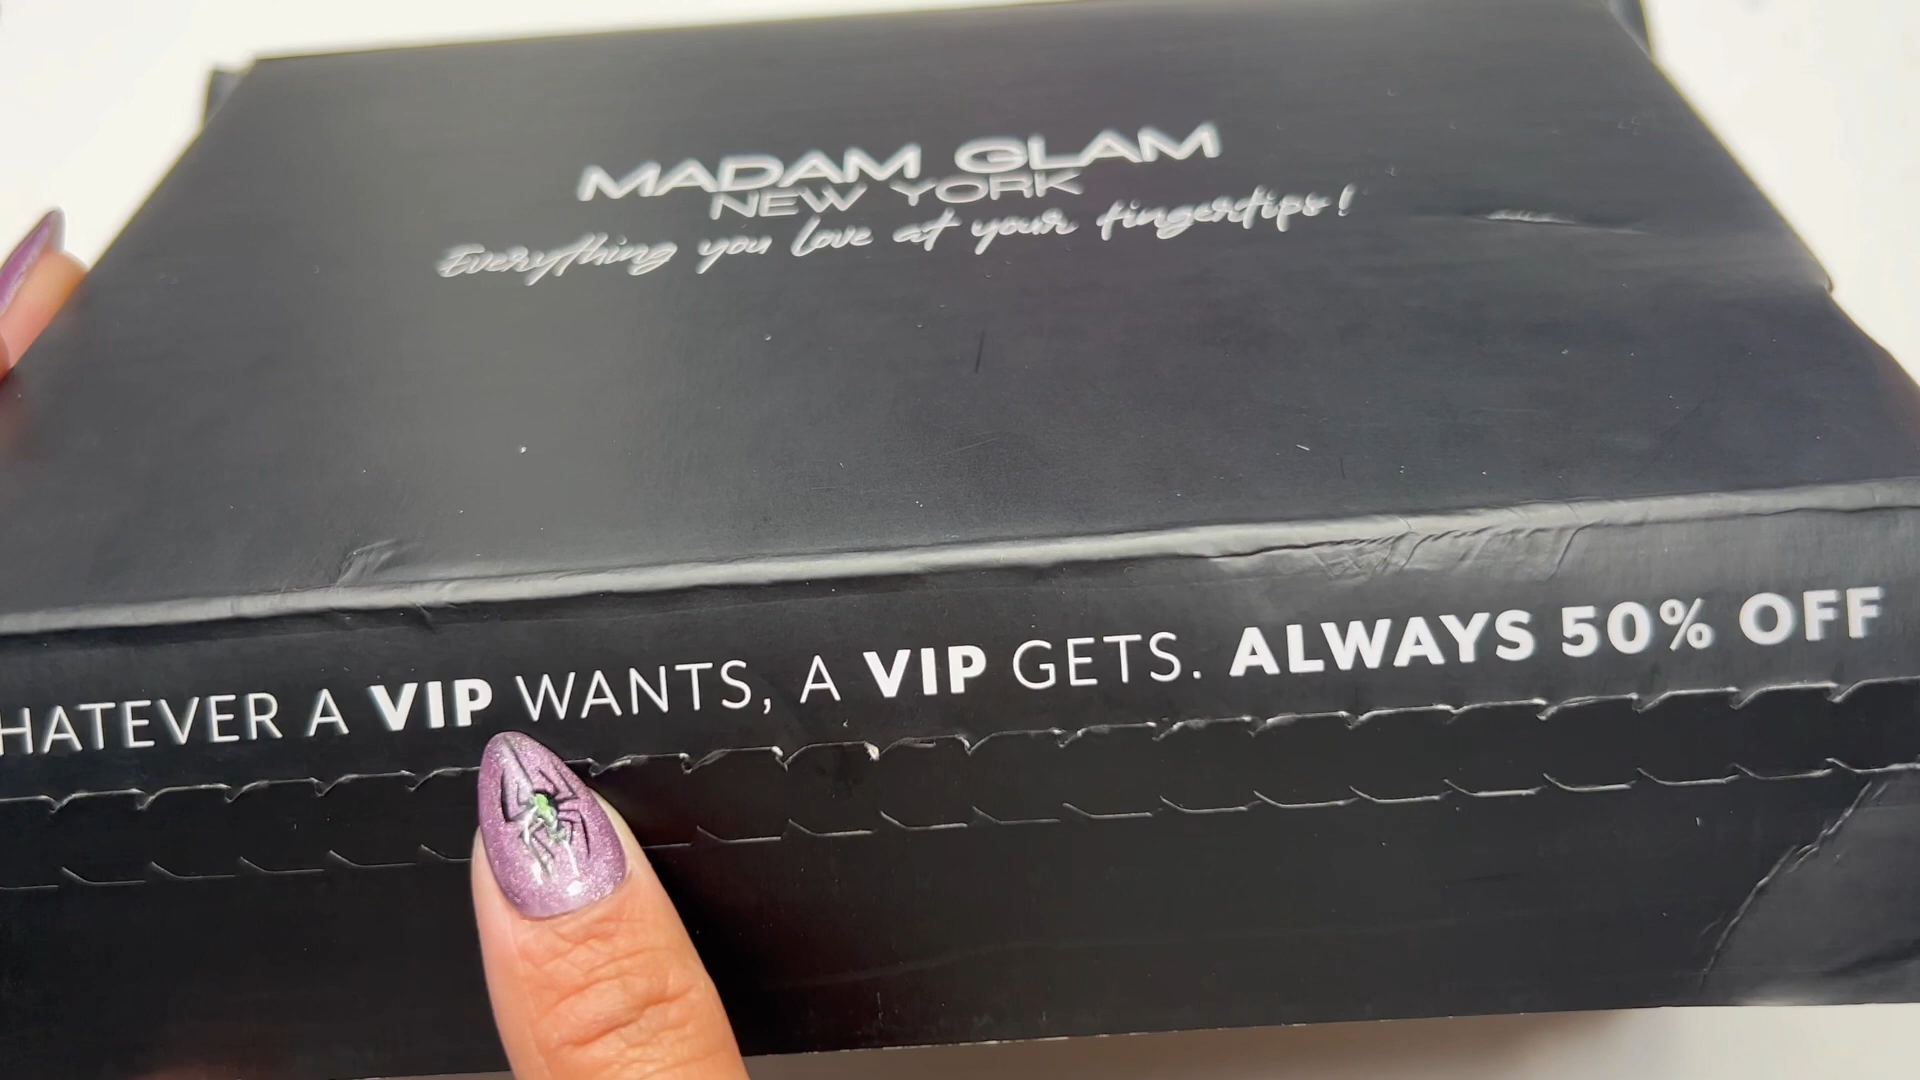 MADAM GLAM
NEW YORK
Everything you love at your fingertips!
HATEVER A VIP WANTS, A VIP GETS. ALWAYS 50% OFF